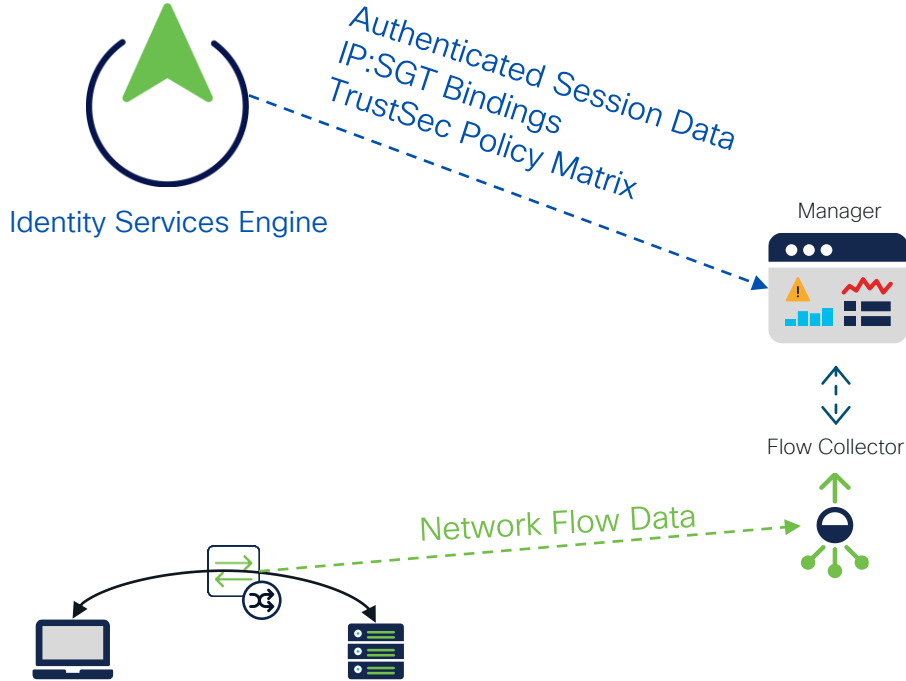 Authenticated Session Data
IP:SGT Bindings
TrustSec Policy Matrix
Identity Services Engine
Manager
Flow Collector
Network Flow Data